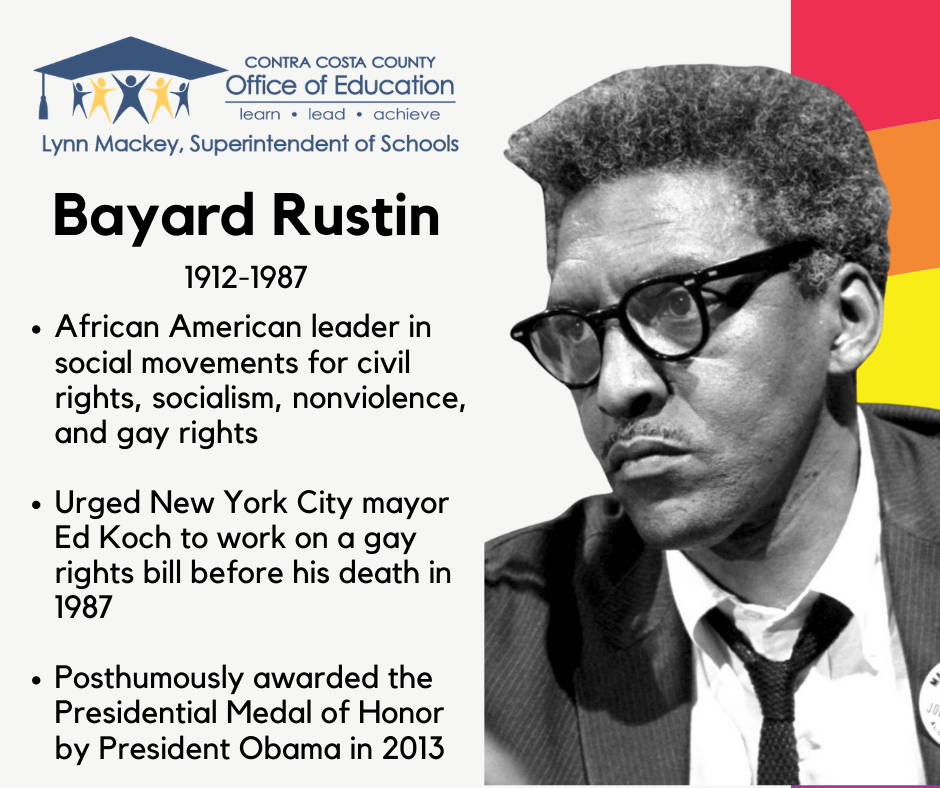 CONTRA COSTA COUNTY
Office of Education
learn • lead • achieve
Lynn Mackey, Superintendent of Schools
Bayard Rustin
1912-1987
• African American leader in
social movements for civil
rights, socialism, nonviolence,
and gay rights
• Urged New York City mayor
Ed Koch to work on a gay
rights bill before his death in
1987
• Posthumously awarded the
Presidential Medal of Honor
by President Obama in 2013